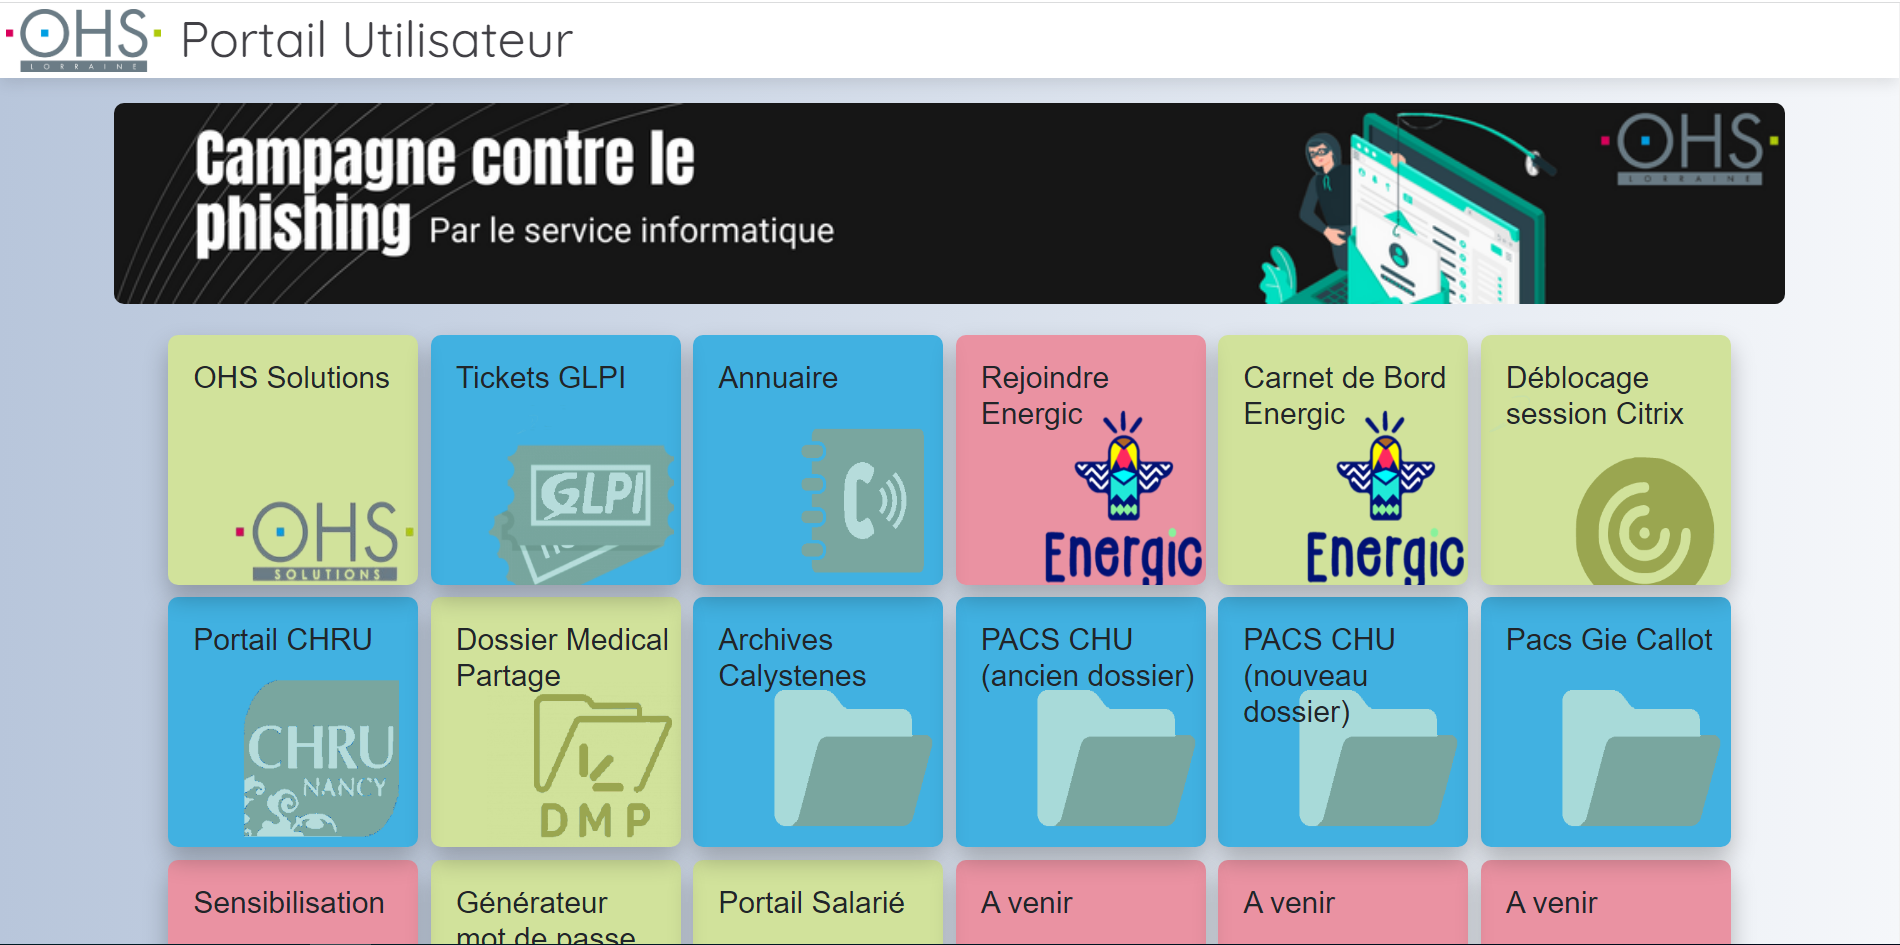 OHS
LORRAINE
Portail Utilisateur
Campagne contre le
phishing Par le service informatique
OHS
LORRAINE
OHS Solutions
OHS
SOLUTIONS
Tickets GLPI
GLPI
Annuaire
Rejoindre
Energic
Energic
Carnet de Bord
Energic
Energic
Déblocage
session Citrix
Portail CHRU
CHRU
NANCY
Dossier Medical
Partage
DMP
Archives
Calystenes
PACS CHU
(ancien dossier)
PACS CHU
(nouveau
dossier)
Pacs Gie Callot
Sensibilisation
Générateur
mot de passe
Portail Salarié
A venir
A venir
A venir